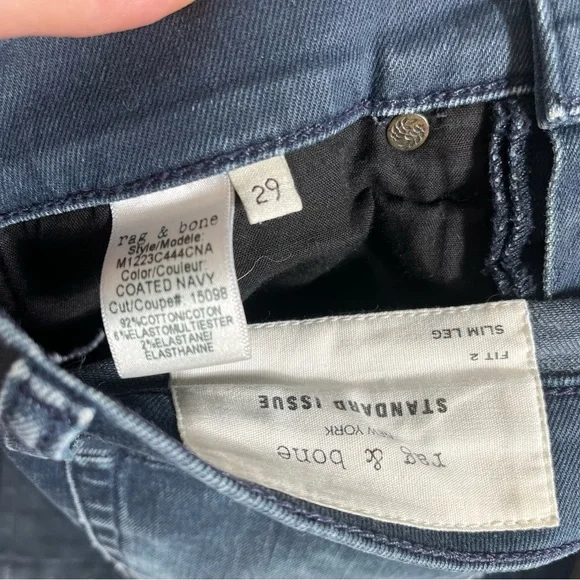 29
rag & bone
Style/Modèle:
M1223C444CNA
Color/Couleur:
COATED NAVY
Cut/Coupe#: 15098
92%COTTON/COTON
6%ELASTOMULTIESTER
2%ELASTANE/
ELASTHANNE
rag & bone
NEW YORK
STANDARD ISSUE
FIT 2
SLIM LEG